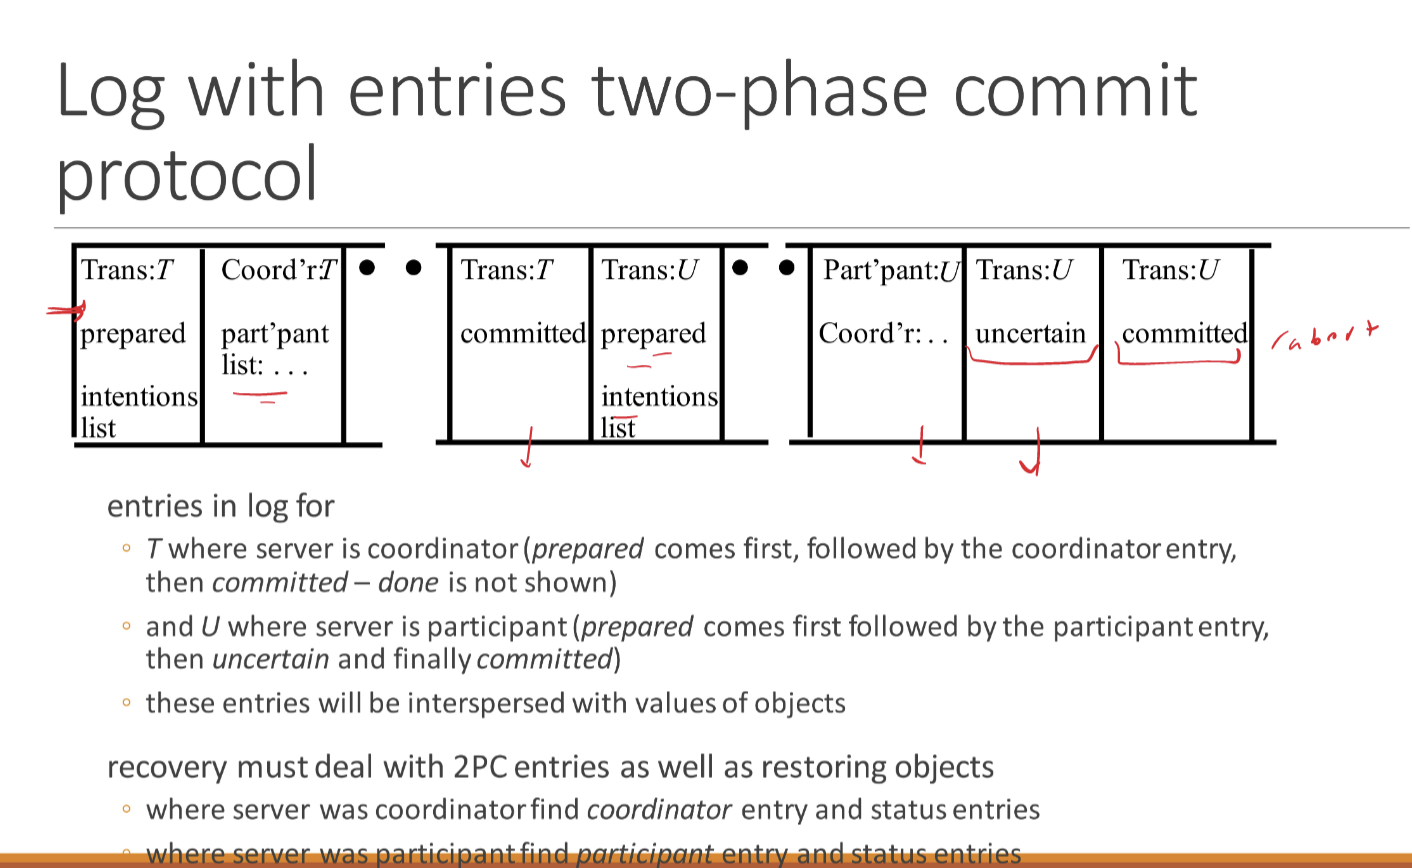 Log with entries two-phase commit
protocol
Trans:T Coord’r:T • • Trans:T Trans:U • • Part’pant:U Trans:U Trans:U
prepared part’pant committed prepared Coord’r: . . uncertain committed /abort
list: . . .
intentions intentions
list list
entries in log for
◦ T where server is coordinator (prepared comes first, followed by the coordinator entry,
then committed – done is not shown)
◦ and U where server is participant (prepared comes first followed by the participant entry,
then uncertain and finally committed)
◦ these entries will be interspersed with values of objects
recovery must deal with 2PC entries as well as restoring objects
◦ where server was coordinator find coordinator entry and status entries
◦ where server was participant find participant entry and status entries